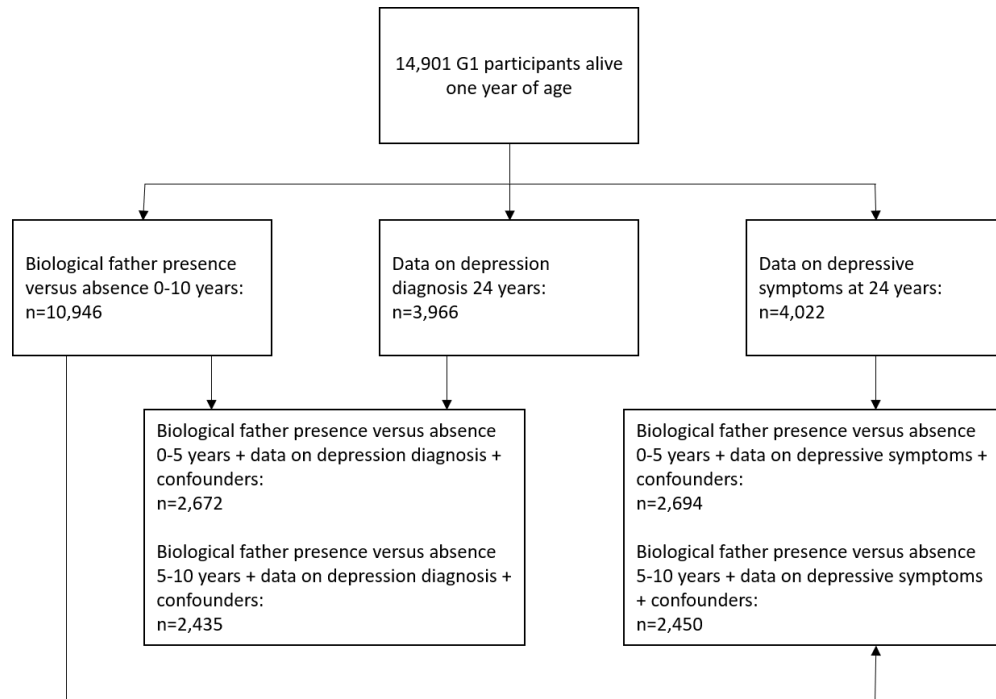 14,901 G1 participants alive
one year of age
Biological father presence
versus absence 0-10 years:
n=10,946
Data on depression
diagnosis 24 years:
n=3,966
Data on depressive
symptoms at 24 years:
n=4,022
Biological father presence versus absence
0-5 years + data on depression diagnosis +
confounders:
n=2,672
Biological father presence versus absence
5-10 years + data on depression diagnosis +
confounders:
n=2,435
Biological father presence versus absence
0-5 years + data on depressive symptoms +
confounders:
n=2,694
Biological father presence versus absence
5-10 years + data on depressive symptoms
+ confounders:
n=2,450